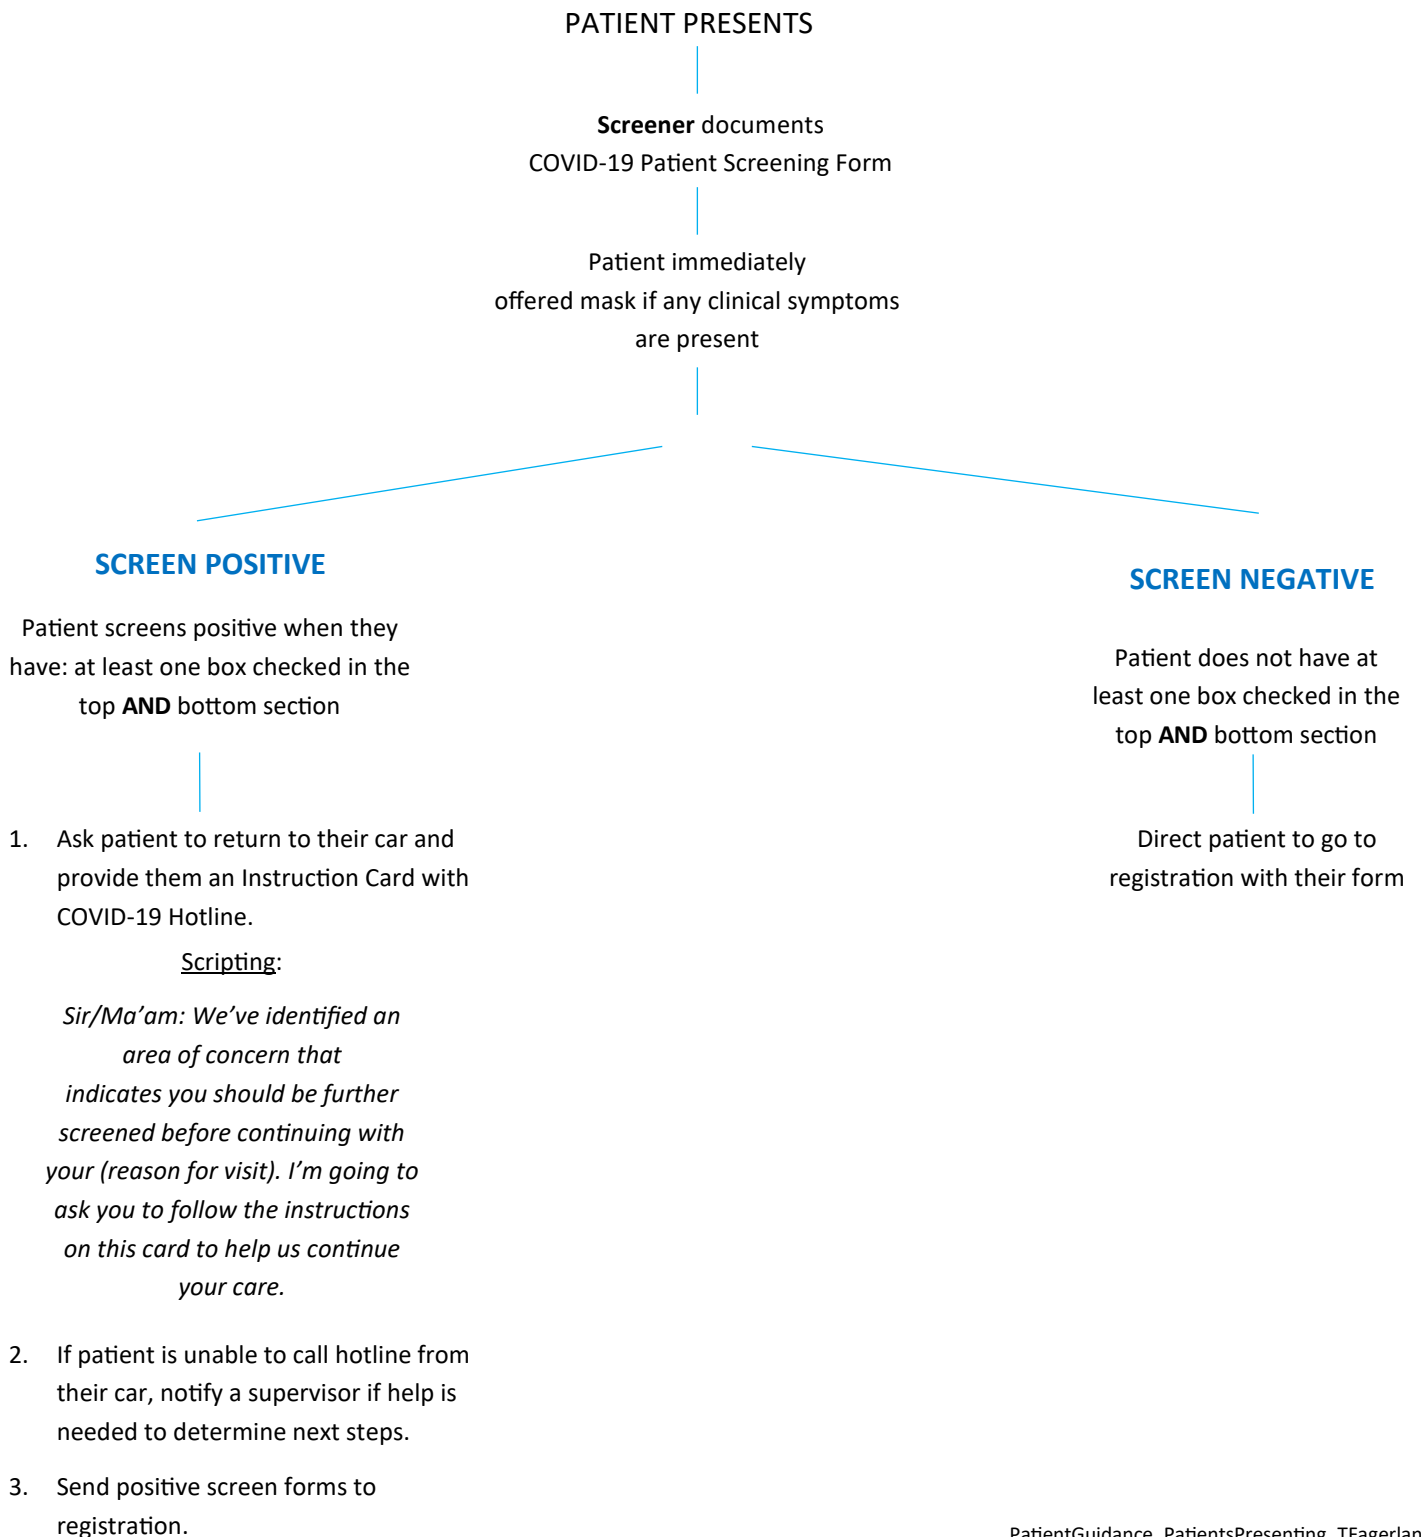 PATIENT PRESENTS
Screener documents
COVID-19 Patient Screening Form
Patient immediately
offered mask if any clinical symptoms
are present
SCREEN POSITIVE
Patient screens positive when they
have: at least one box checked in the
top AND bottom section
1. Ask patient to return to their car and
provide them an Instruction Card with
COVID-19 Hotline.
Scripting:
Sir/Ma’am: We’ve identified an
area of concern that
indicates you should be further
screened before continuing with
your (reason for visit). I’m going to
ask you to follow the instructions
on this card to help us continue
your care.
2. If patient is unable to call hotline from
their car, notify a supervisor if help is
needed to determine next steps.
3. Send positive screen forms to
registration.
SCREEN NEGATIVE
Patient does not have at
least one box checked in the
top AND bottom section
Direct patient to go to
registration with their form
PatientGuidance_PatientsPresenting_TFagerlan